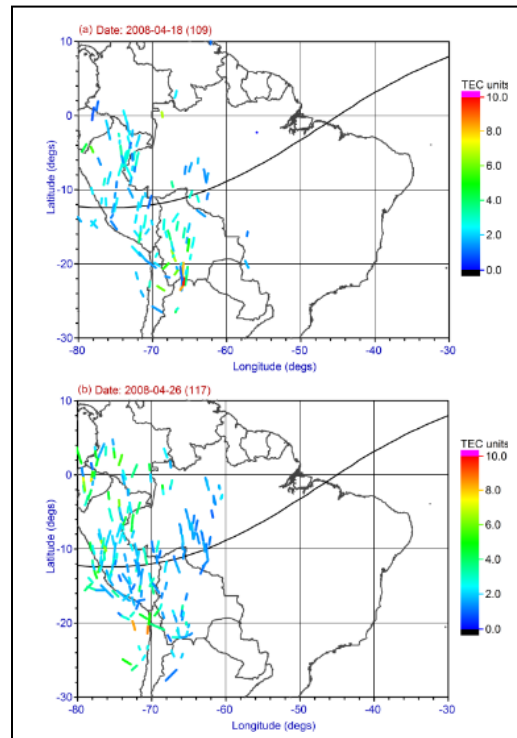 (a) Date: 2008-04-18 (109)
TEC units
10
0
-10
-20
-30
Latitude (degs)
-80 -70 -60 -50 -40 -30
Longitude (degs)
10.0
8.0
6.0
4.0
2.0
0.0
(b) Date: 2008-04-26 (117)
TEC units
10
0
-10
-20
-30
Latitude (degs)
-80 -70 -60 -50 -40 -30
Longitude (degs)
10.0
8.0
6.0
4.0
2.0
0.0